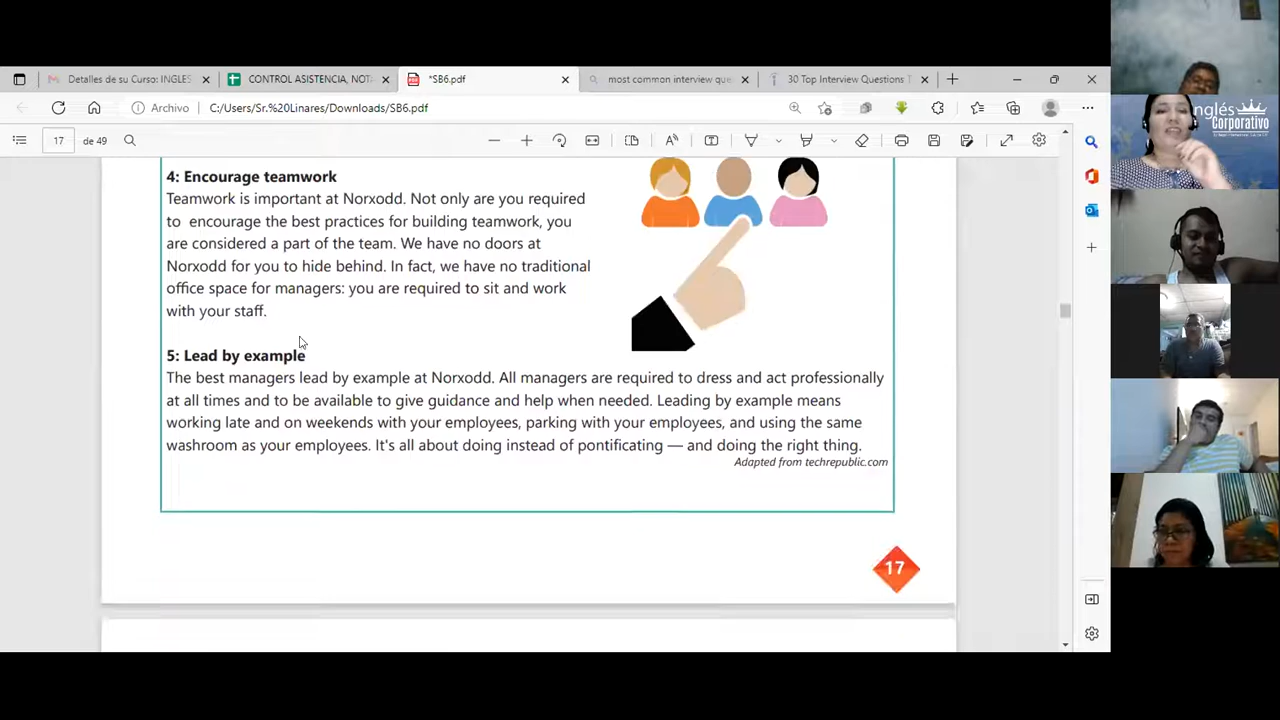 Detalles de su Curso: INGLES
CONTROL ASISTENCIA, NOT
*SB6.pdf
most common interview que
30 Top Interview Questions T
Archivo
C:/Users/Sr.%20Linares/Downloads/SB6.pdf
17 de 49
4: Encourage teamwork
Teamwork is important at Norxodd. Not only are you required
to encourage the best practices for building teamwork, you
are considered a part of the team. We have no doors at
Norxodd for you to hide behind. In fact, we have no traditional
office space for managers: you are required to sit and work
with your staff.
5: Lead by example
The best managers lead by example at Norxodd. All managers are required to dress and act professionally
at all times and to be available to give guidance and help when needed. Leading by example means
working late and on weekends with your employees, parking with your employees, and using the same
washroom as your employees. It's all about doing instead of pontificating — and doing the right thing.
Adapted from techrepublic.com
17
Inglés
Corporativo